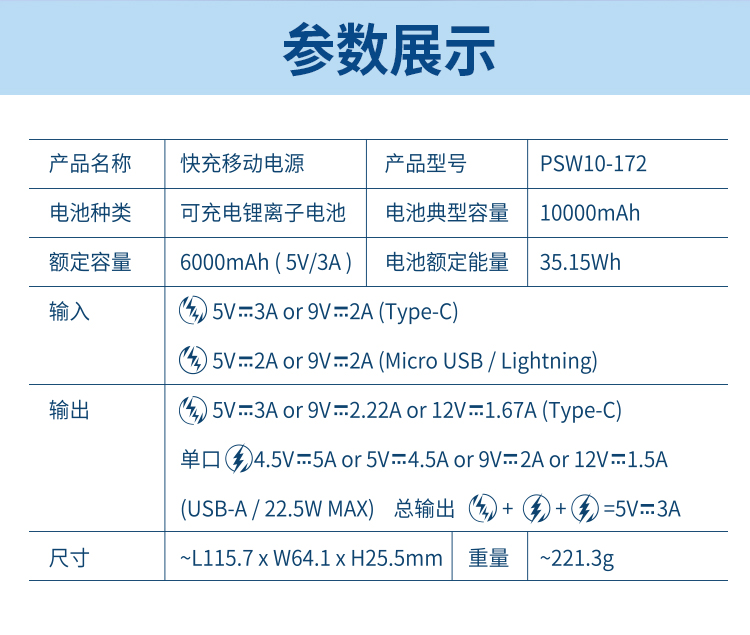 参数展示
产品名称 快充移动电源 产品型号 PSW10-172
电池种类 可充电锂离子电池 电池典型容量 10000mAh
额定容量 6000mAh ( 5V/3A ) 电池额定能量 35.15Wh
输入 5V⎓3A or 9V⎓2A (Type-C)
5V⎓2A or 9V⎓2A (Micro USB / Lightning)
输出 5V⎓3A or 9V⎓2.22A or 12V⎓1.67A (Type-C)
单口 4.5V⎓5A or 5V⎓4.5A or 9V⎓2A or 12V⎓1.5A
(USB-A / 22.5W MAX) 总输出 + + =5V⎓3A
尺寸 ~L115.7 x W64.1 x H25.5mm 重量 ~221.3g